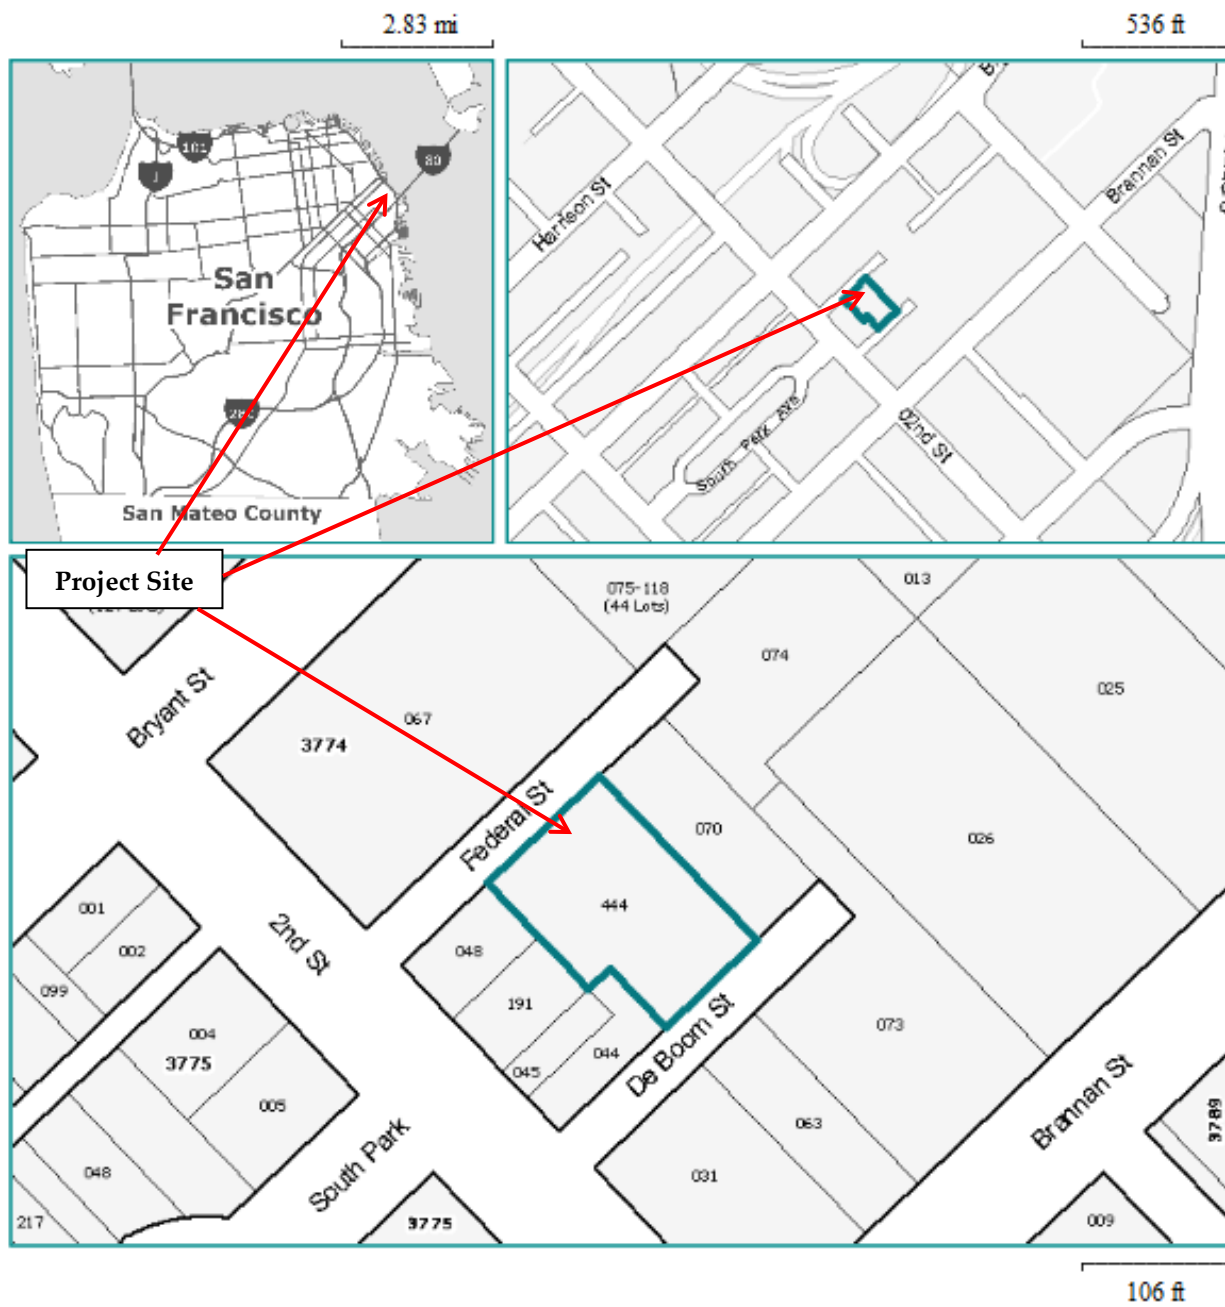 2.83 mi
536 ft
101
1
80
San
Francisco
San Mateo County
Harrison St
Brannan St
02nd St
South Park Ave
Project Site
075-118
(44 Lots)
013
074
025
Bryant St
067
3774
Federal St
070
026
444
001
002
099
2nd St
048
191
045
044
De Boom St
073
004
3775
005
063
031
Brannan St
3789
048
217
South Park
3775
009
106 ft